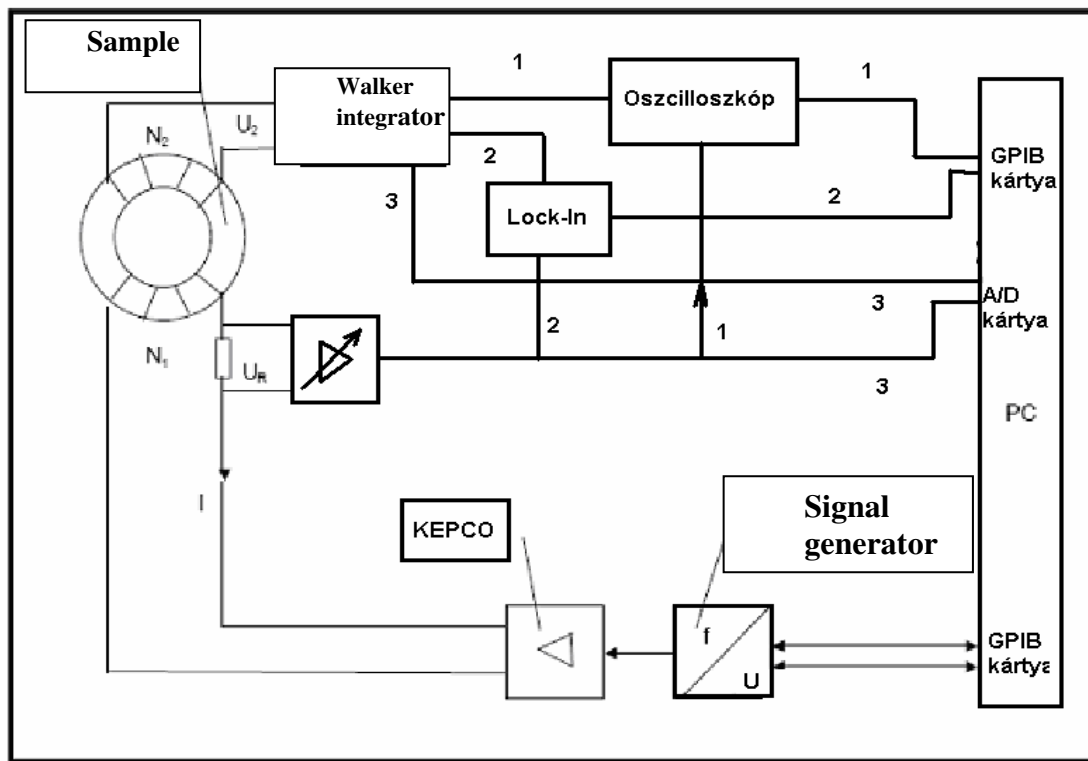 Sample
Walker
integrator
1
Oszcilloszkóp
1
N2
U2
2
GPIB
kártya
3
Lock-In
2
3
A/D
kártya
N1
UR
2
1
3
PC
I
KEPCO
Signal
generator
f
U
GPIB
kártya